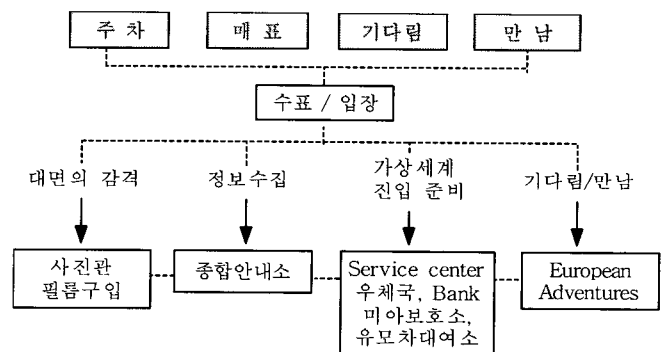 주 차
매 표
기다림
만 남
수표 / 입장
대면의 감격
정보수집
가상세계
진입 준비
기다림/만남
사진관
필름구입
종합안내소
Service center
우체국, Bank
미아보호소,
유모차대여소
European
Adventures